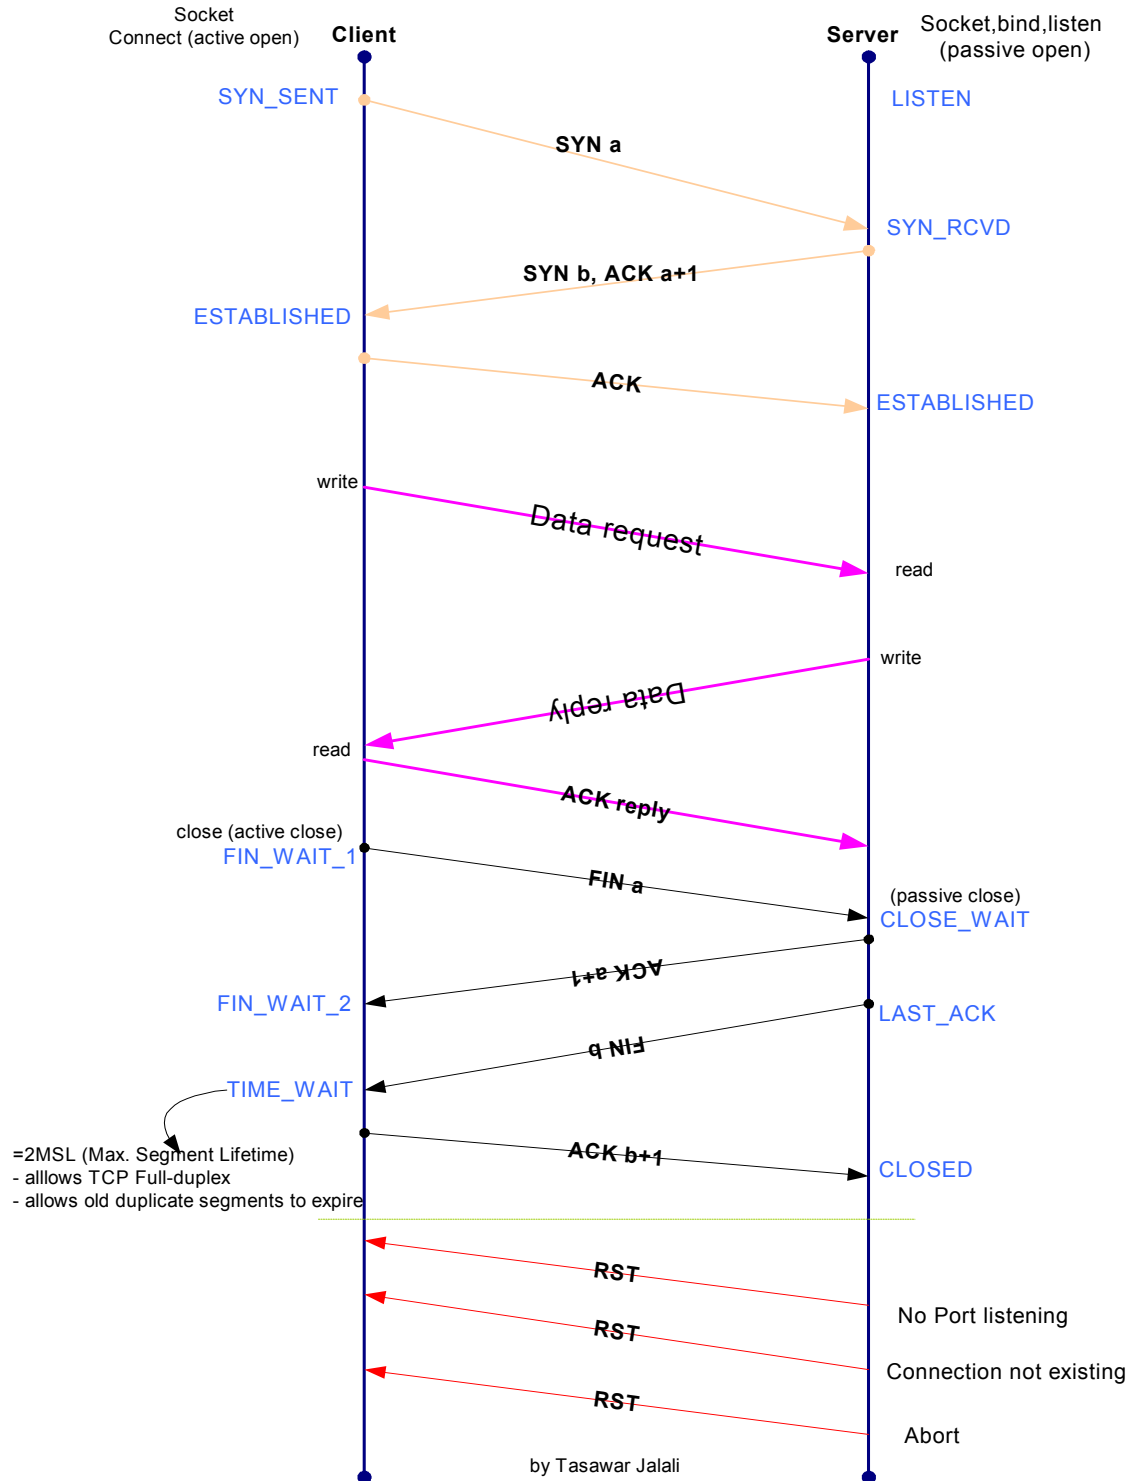 Socket
Connect (active open)
Client
Server
Socket,bind,listen
(passive open)
SYN_SENT
LISTEN
SYN a
SYN_RCVD
SYN b, ACK a+1
ESTABLISHED
ACK
ESTABLISHED
write
Data request
read
write
Data reply
read
ACK reply
close (active close)
FIN_WAIT_1
FIN a
(passive close)
CLOSE_WAIT
ACK a+1
FIN_WAIT_2
LAST_ACK
FIN b
TIME_WAIT
=2MSL (Max. Segment Lifetime)
- alllows TCP Full-duplex
- allows old duplicate segments to expire
ACK b+1
CLOSED
RST
No Port listening
RST
Connection not existing
RST
Abort
by Tasawar Jalali